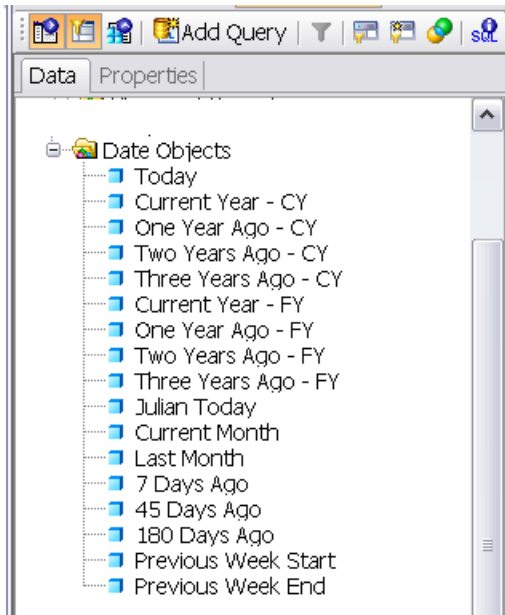 Add Query
SQL
Data Properties
Date Objects
Today
Current Year - CY
One Year Ago - CY
Two Years Ago - CY
Three Years Ago - CY
Current Year - FY
One Year Ago - FY
Two Years Ago - FY
Three Years Ago - FY
Julian Today
Current Month
Last Month
7 Days Ago
45 Days Ago
180 Days Ago
Previous Week Start
Previous Week End